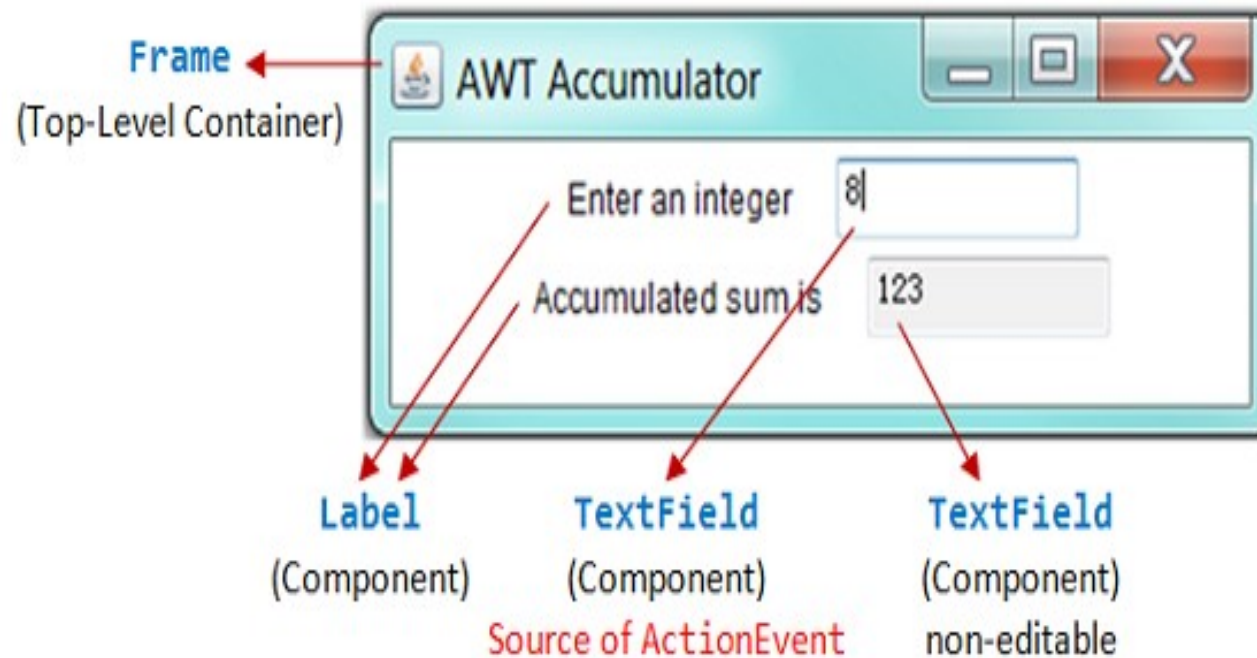 Frame
(Top-Level Container)
AWT Accumulator
X
Enter an integer
8
Accumulated sum is
123
Label
(Component)
TextField
(Component)
Source of ActionEvent
TextField
(Component)
non-editable